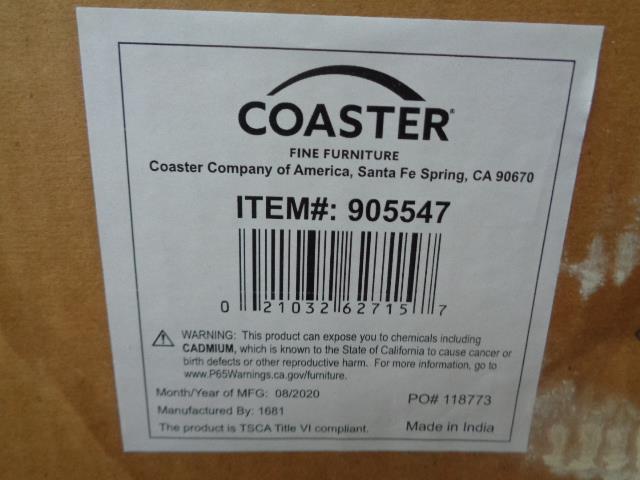 COASTER®
FINE FURNITURE
Coaster Company of America, Santa Fe Spring, CA 90670
ITEM#: 905547
0 21032 62715 7
WARNING: This product can expose you to chemicals including
CADMIUM, which is known to the State of California to cause cancer or
birth defects or other reproductive harm. For more information, go to
www.P65Warnings.ca.gov/furniture.
Month/Year of MFG: 08/2020
PO# 118773
Manufactured By: 1681
The product is TSCA Title VI compliant.
Made in India